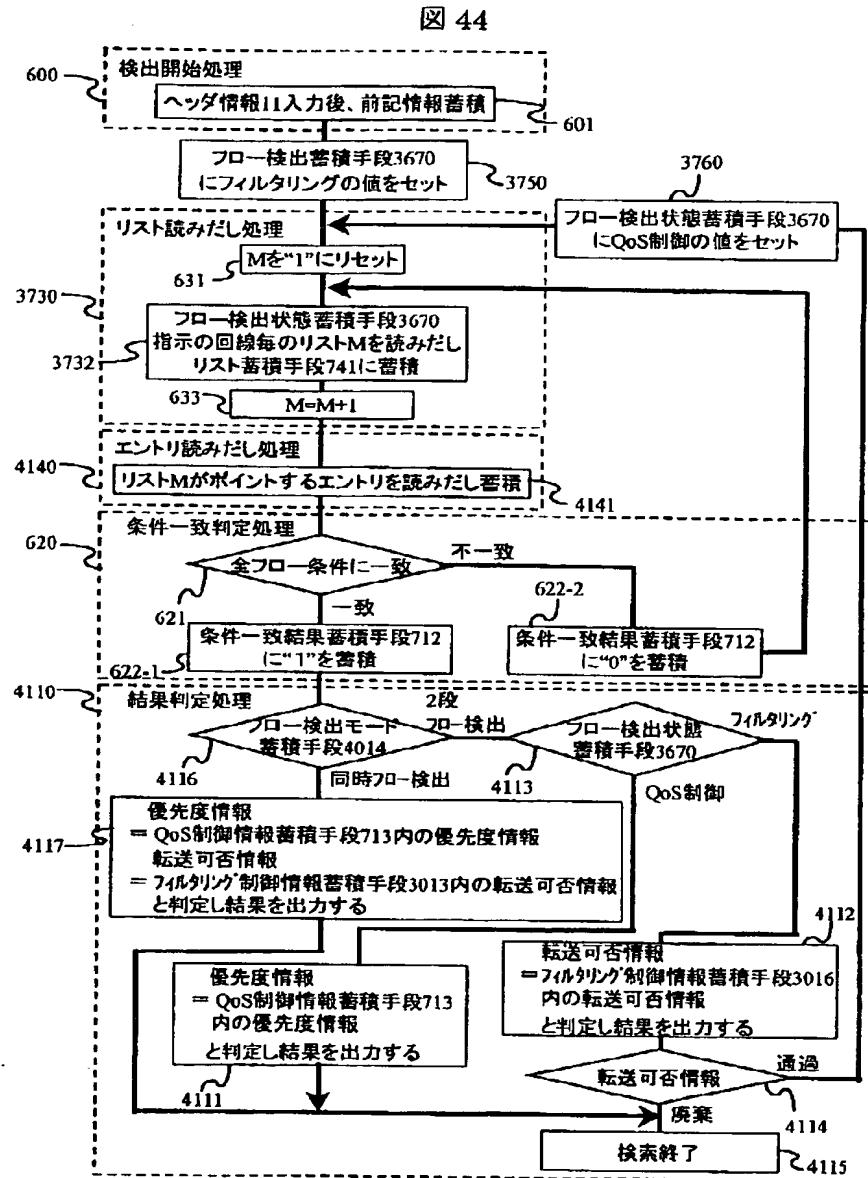 図 44
600
検出開始処理
ヘッダ情報11入力後、前記情報蓄積
601
フロー検出蓄積手段3670
にフィルタリングの値をセット
3750
3760
フロー検出状態蓄積手段3670
にQoS制御の値をセット
リスト読みだし処理
Mを“1”にリセット
631
3730
フロー検出状態蓄積手段3670
指示の回線毎のリストMを読みだし
リスト蓄積手段741に蓄積
3732
633
M=M+1
エントリ読みだし処理
4140
リストMがポイントするエントリを読みだし蓄積
4141
条件一致判定処理
620
全フロー条件に一致
不一致
621
一致
622-2
条件一致結果蓄積手段712
に“1”を蓄積
622-1
条件一致結果蓄積手段712
に“0”を蓄積
4110
結果判定処理
フロー検出モード
蓄積手段4014
2段
フロー検出
フロー検出状態
蓄積手段3670
フィルタリング
4116
同時フロー検出
4113
QoS制御
4117
優先度情報
= QoS制御情報蓄積手段713内の優先度情報
転送可否情報
=フィルタリング制御情報蓄積手段3013内の転送可否情報
と判定し結果を出力する
4112
転送可否情報
=フィルタリング制御情報蓄積手段3016
内の転送可否情報
と判定し結果を出力する
優先度情報
= QoS制御情報蓄積手段713
内の優先度情報
と判定し結果を出力する
4111
転送可否情報
通過
4114
廃棄
検索終了
4115